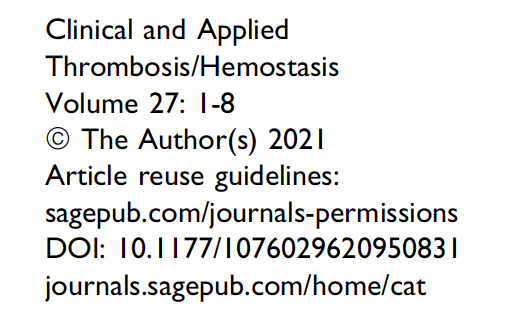 Clinical and Applied
Thrombosis/Hemostasis
Volume 27: 1-8
© The Author(s) 2021
Article reuse guidelines:
sagepub.com/journals-permissions
DOI: 10.1177/1076029620950831
journals.sagepub.com/home/cat